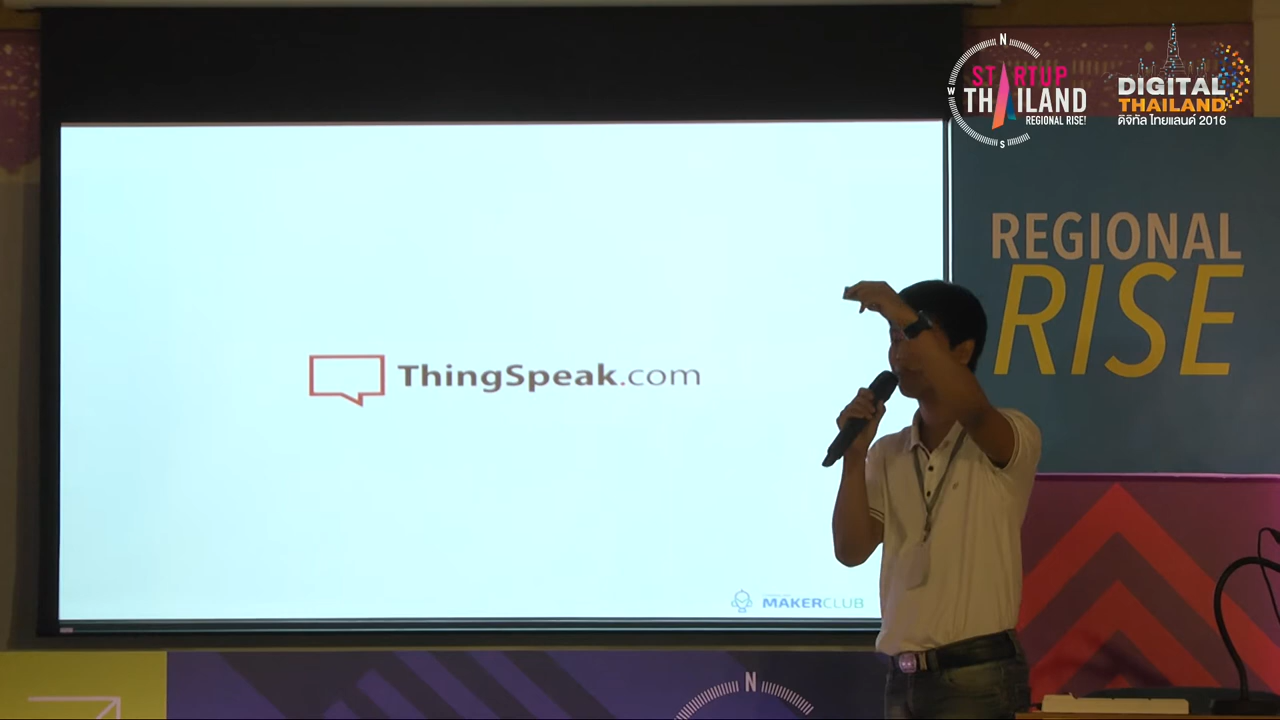 N
STARTUP
W
THAILAND
REGIONAL RISE!
S
DIGITAL
THAILAND
ดิจิทัล ไทยแลนด์ 2016
REGIONAL
RISE
ThingSpeak.com
MAKERCLUB
N